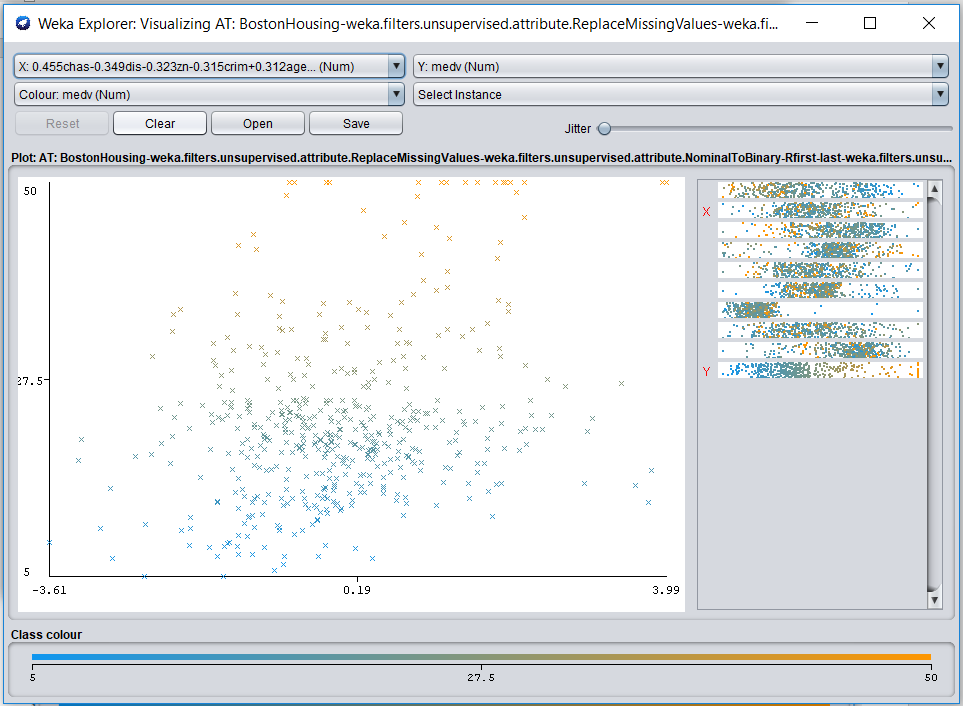 Weka Explorer: Visualizing AT: BostonHousing-weka.filters.unsupervised.attribute.ReplaceMissingValues-weka.fi...
X: 0.455chas-0.349dis-0.323zn-0.315crim+0.312age... (Num)
Y: medv (Num)
Colour: medv (Num)
Select Instance
Reset
Clear
Open
Save
Jitter
Plot: AT: BostonHousing-weka.filters.unsupervised.attribute.ReplaceMissingValues-weka.filters.unsupervised.attribute.NominalToBinary-Rfirst-last-weka.filters.unsu...
50
27.5
5
-3.61
0.19
3.99
X
Y
Class colour
5
27.5
50